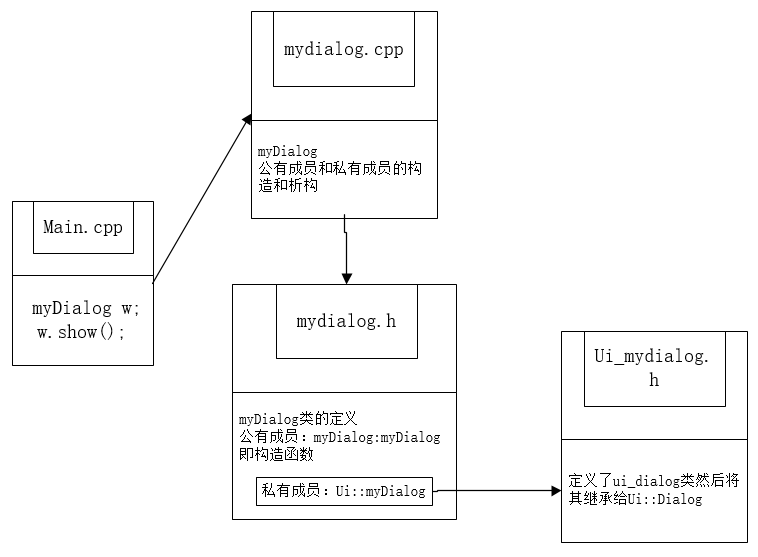 mydialog.cpp
myDialog
公有成员和私有成员的构
造和析构
Main.cpp
myDialog w;
w.show();
mydialog.h
myDialog类的定义
公有成员：myDialog:myDialog
即构造函数
私有成员：Ui::myDialog
Ui_mydialog.
h
定义了ui_dialog类然后将
其继承给Ui::Dialog